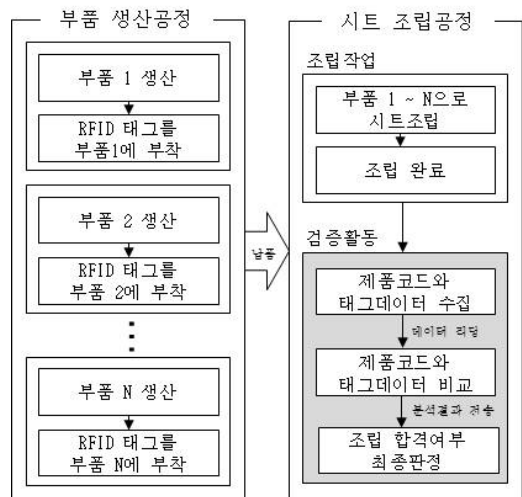 부품 생산공정
부품 1 생산
RFID 태그를
부품1에 부착
부품 2 생산
RFID 태그를
부품 2에 부착
부품 N 생산
RFID 태그를
부품 N에 부착
납품
시트 조립공정
조립작업
부품 1 ~ N으로
시트조립
조립 완료
검증활동
제품코드와
태그데이터 수집
데이터 리딩
제품코드와
태그데이터 비교
분석결과 전송
조립 합격여부
최종판정